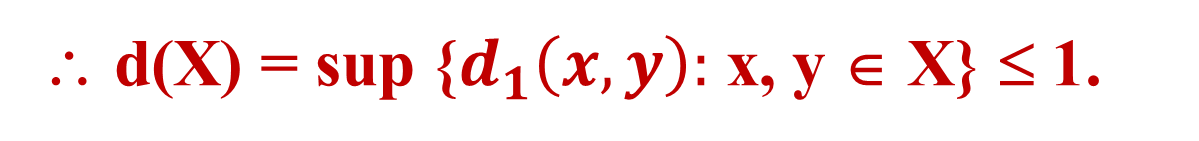 ∴ d(X) = sup {d₁(x, y): x, y ∈ X} ≤ 1.